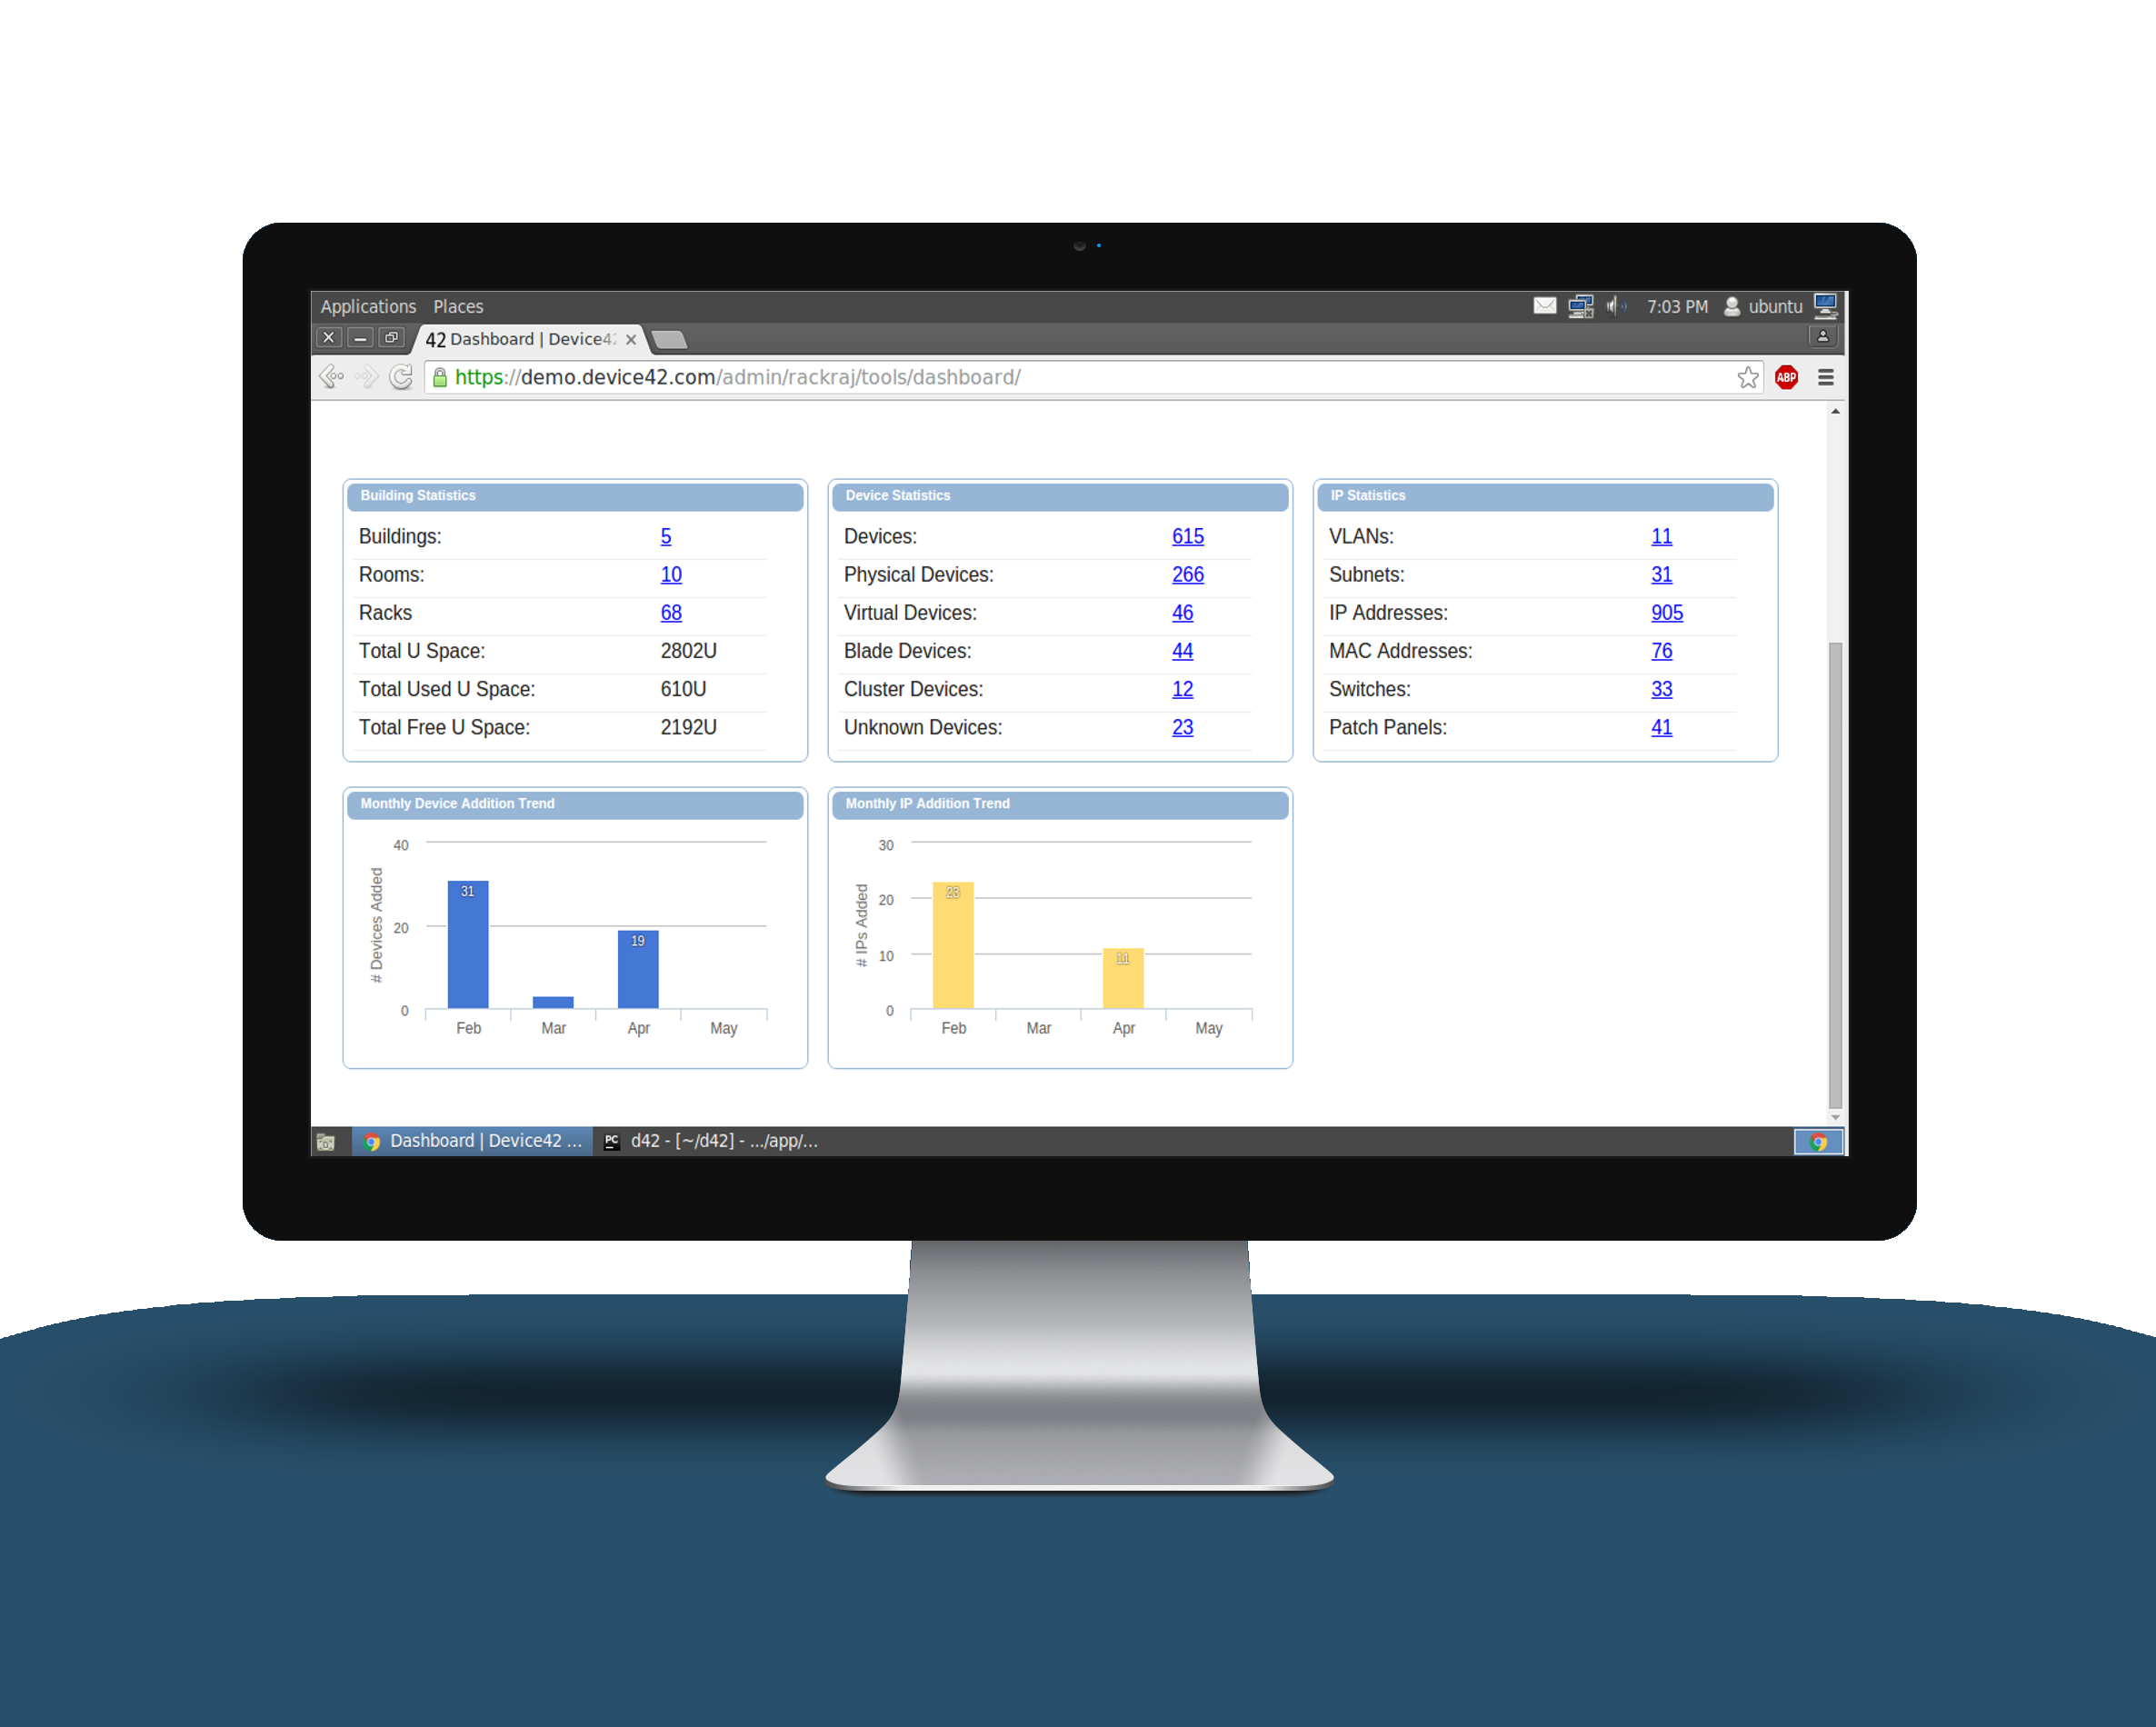 Applications Places 7:03 PM ubuntu
42 Dashboard | Device42
https://demo.device42.com/admin/rackraj/tools/dashboard/
ABP
Building Statistics
Buildings: 5
Rooms: 10
Racks 68
Total U Space: 2802U
Total Used U Space: 610U
Total Free U Space: 2192U
Device Statistics
Devices: 615
Physical Devices: 266
Virtual Devices: 46
Blade Devices: 44
Cluster Devices: 12
Unknown Devices: 23
IP Statistics
VLANs: 11
Subnets: 31
IP Addresses: 905
MAC Addresses: 76
Switches: 33
Patch Panels: 41
Monthly Device Addition Trend
# Devices Added
40
20
0
31
19
Feb Mar Apr May
Monthly IP Addition Trend
# IPs Added
30
20
10
0
23
11
Feb Mar Apr May
Dashboard | Device42 ... PC d42 - [~/d42] - .../app/...